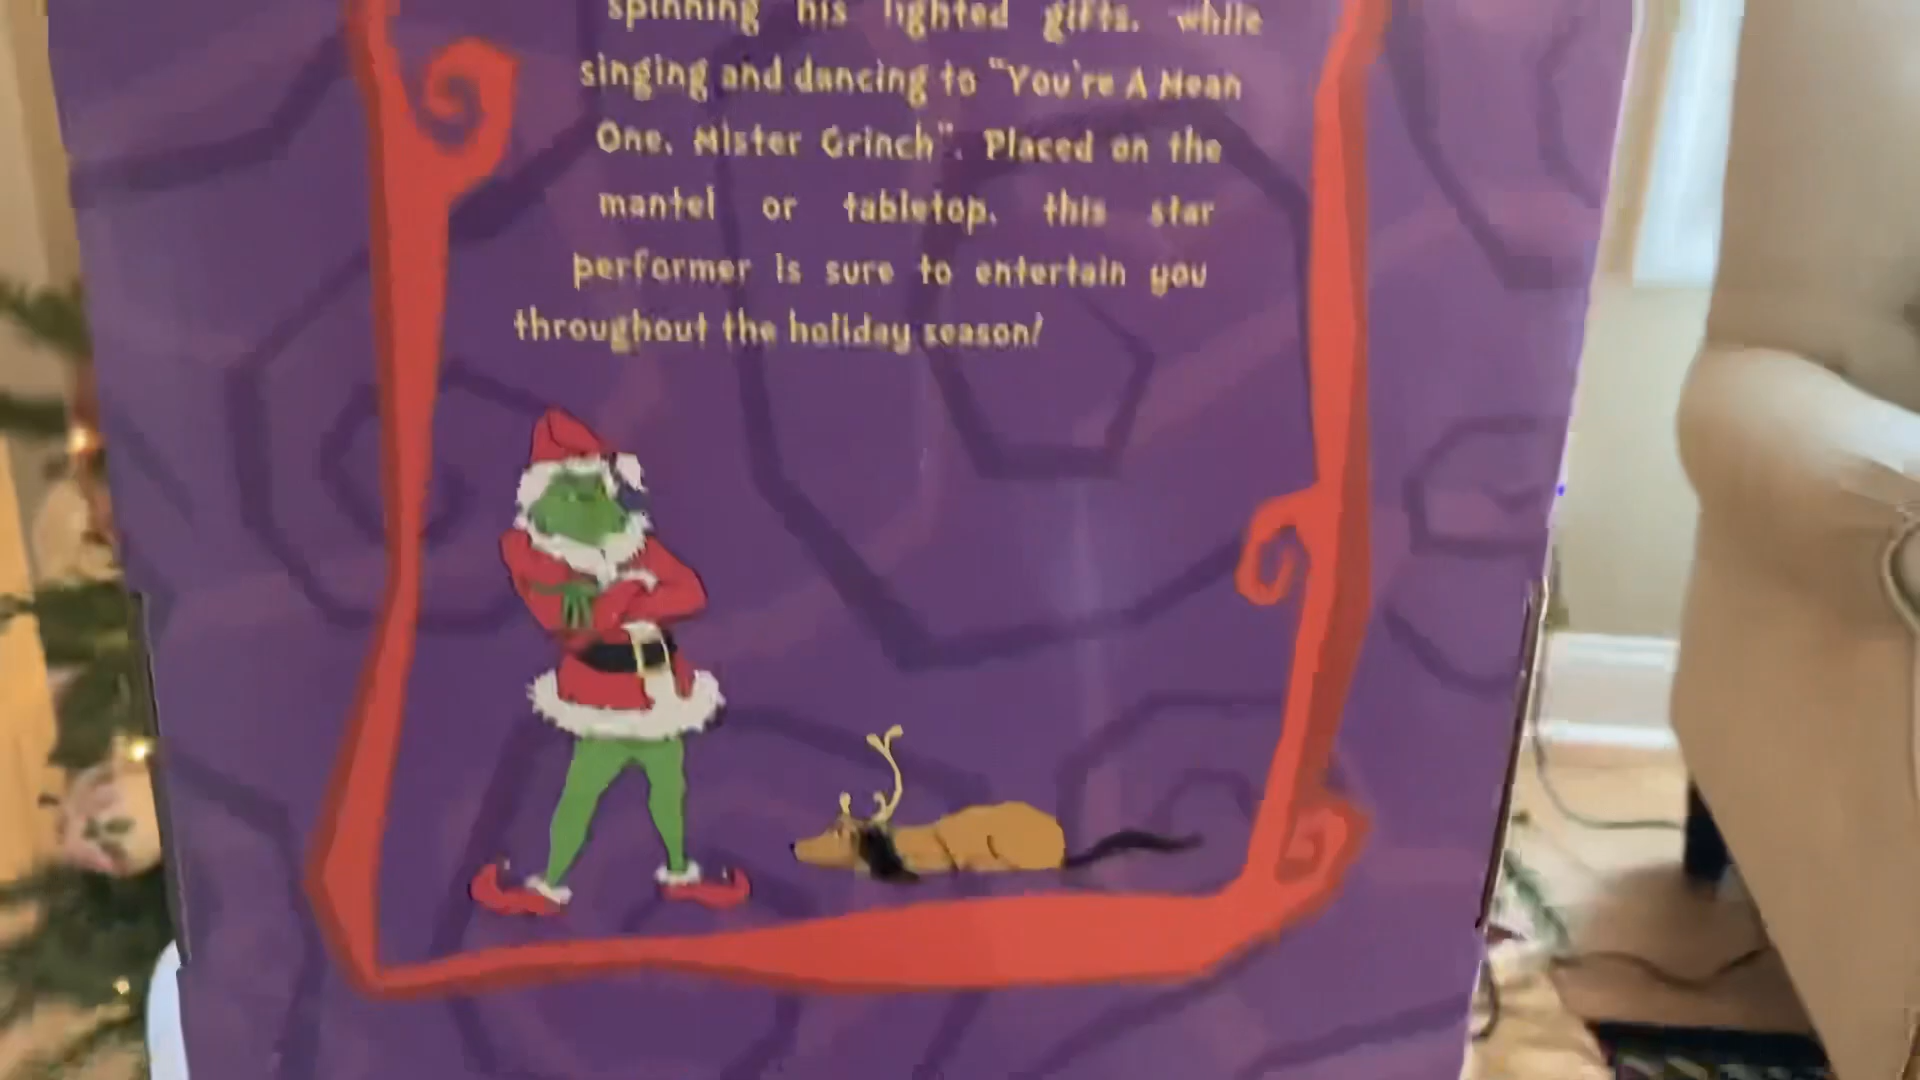 spinning his lighted gifts, while
singing and dancing to "You're A Mean
One, Mister Grinch". Placed on the
mantel or tabletop, this star
performer is sure to entertain you
throughout the holiday season!